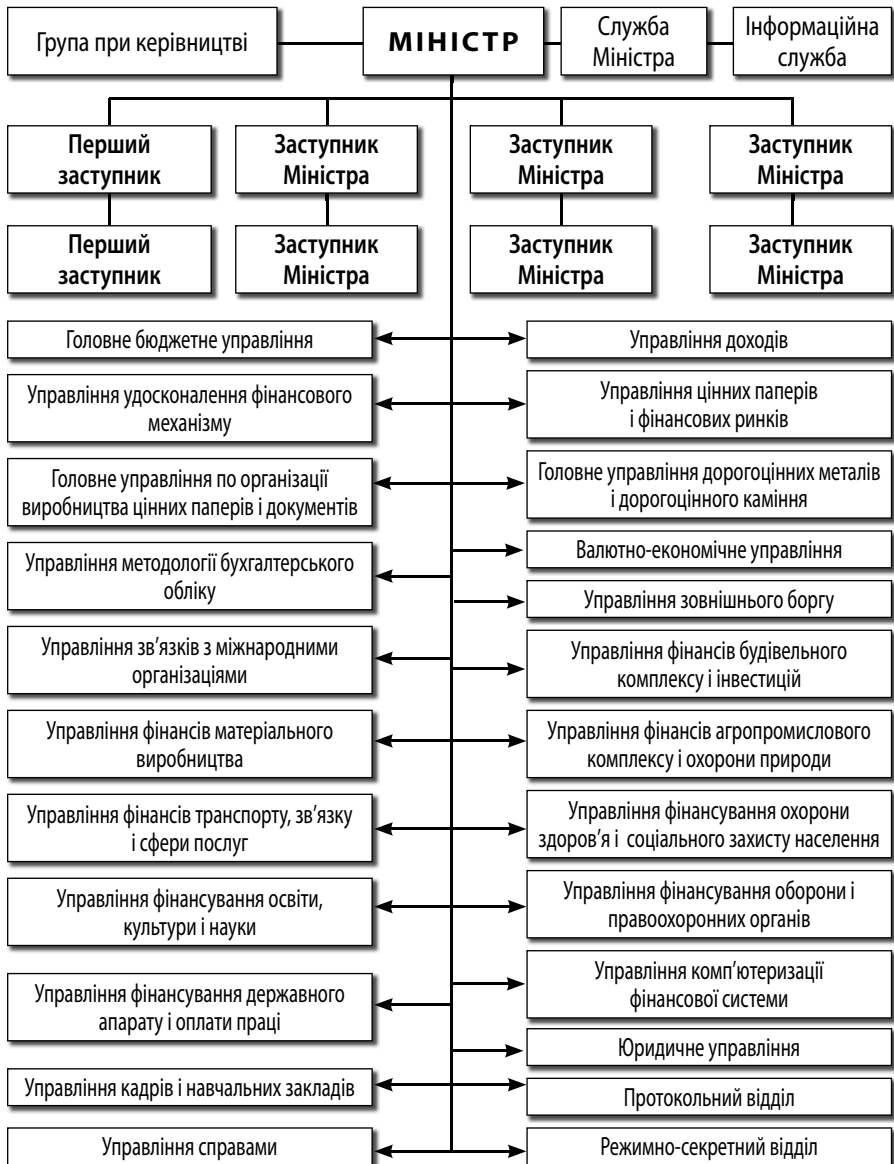 Група при керівництві
МІНІСТР
Служба
Міністра
Інформаційна
служба
Перший
заступник
Заступник
Міністра
Заступник
Міністра
Заступник
Міністра
Перший
заступник
Заступник
Міністра
Заступник
Міністра
Заступник
Міністра
Головне бюджетне управління
Управління доходів
Управління удосконалення фінансового
механізму
Управління цінних паперів
і фінансових ринків
Головне управління по організації
виробництва цінних паперів і документів
Головне управління дорогоцінних металів
і дорогоцінного каміння
Управління методології бухгалтерського
обліку
Валютно-економічне управління
Управління зовнішнього боргу
Управління зв'язків з міжнародними
організаціями
Управління фінансів будівельного
комплексу і інвестицій
Управління фінансів матеріального
виробництва
Управління фінансів агропромислового
комплексу і охорони природи
Управління фінансів транспорту, зв'язку
і сфери послуг
Управління фінансування охорони
здоров'я і соціального захисту населення
Управління фінансування освіти,
культури і науки
Управління фінансування оборони і
правоохоронних органів
Управління фінансування державного
апарату і оплати праці
Управління комп'ютеризації
фінансової системи
Юридичне управління
Управління кадрів і навчальних закладів
Протокольний відділ
Управління справами
Режимно-секретний відділ